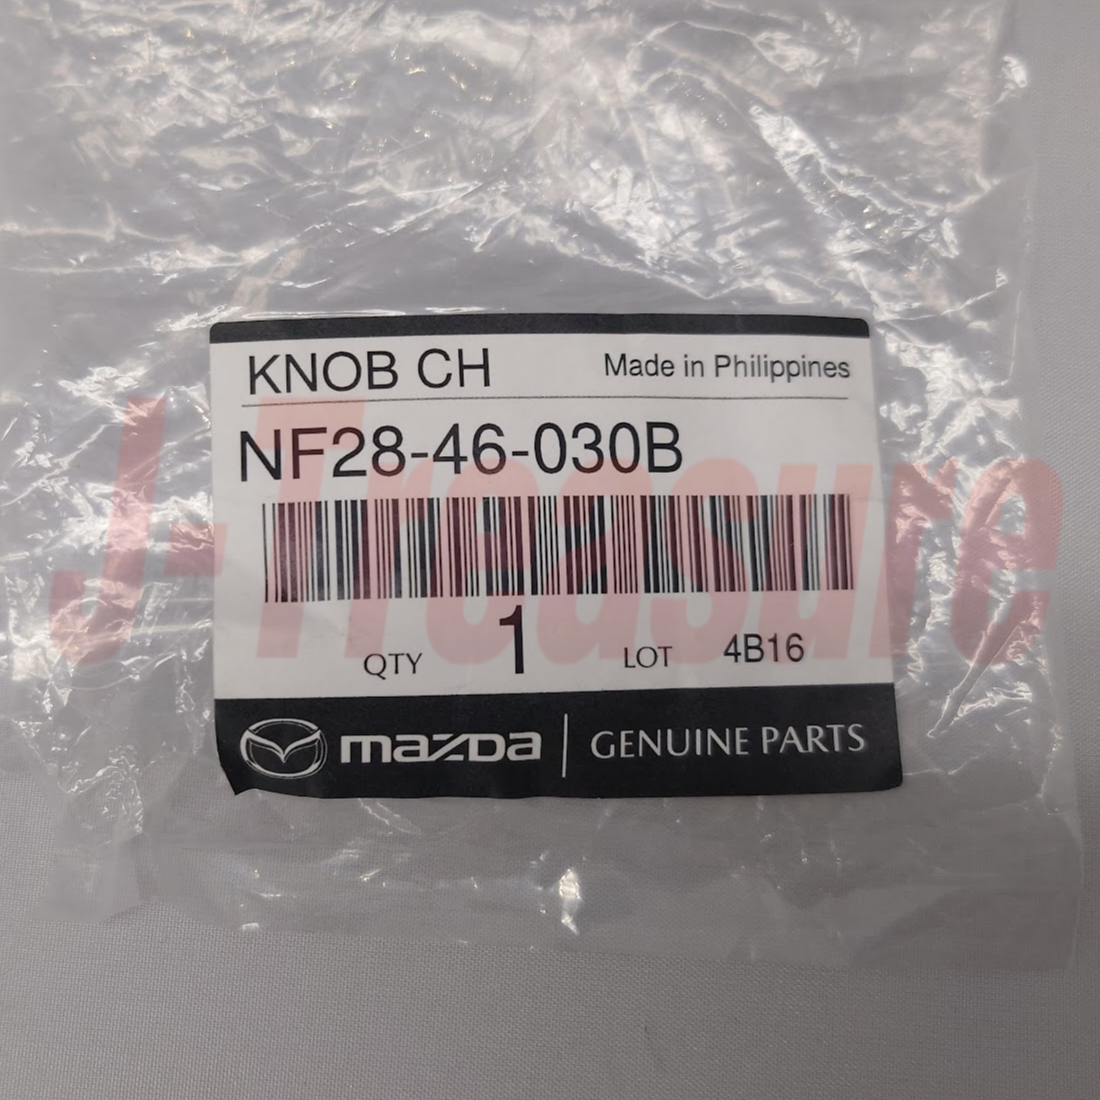 KNOB CH Made in Philippines
NF28-46-030B
J-Treasure
QTY 1 LOT 4B16
mazda GENUINE PARTS